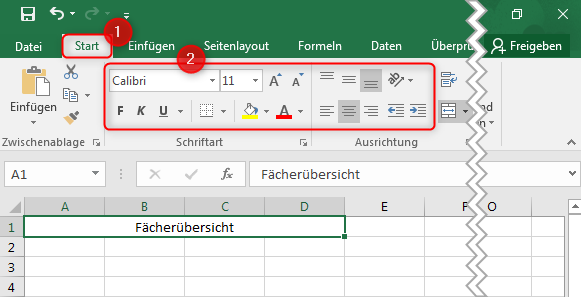 1
Datei Start Einfügen Seitenlayout Formeln Daten Überprü Freigeben
2
Calibri 11 A A
Einfügen F K U A
Zwischenablage Schriftart Ausrichtung
A1 fx Fächerübersicht
A B C D E F O
1 Fächerübersicht
2
3
4